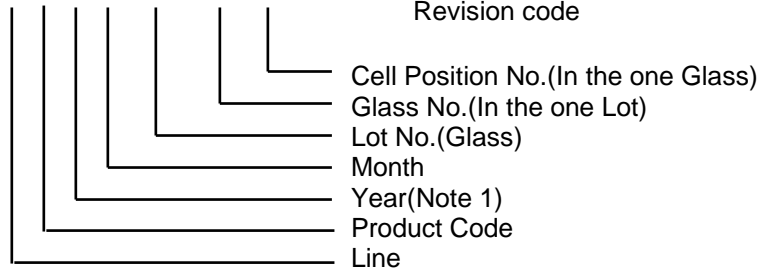 Revision code
Cell Position No.(In the one Glass)
Glass No.(In the one Lot)
Lot No.(Glass)
Month
Year(Note 1)
Product Code
Line